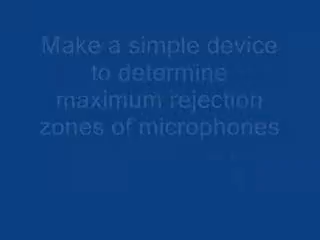 Make a simple device
to determine
maximum rejection
zones of microphones